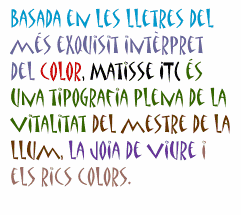 BASADA EN LES LLETRES DEL
MÉS EXQUISIT INTÈRPRET
DEL COLOR, MATISSE ITC ÉS
UNA TIPOGRAFIA PLENA DE LA
VITALITAT DEL MESTRE DE LA
LLUM, LA JOIA DE VIURE I
ELS RICS COLORS.